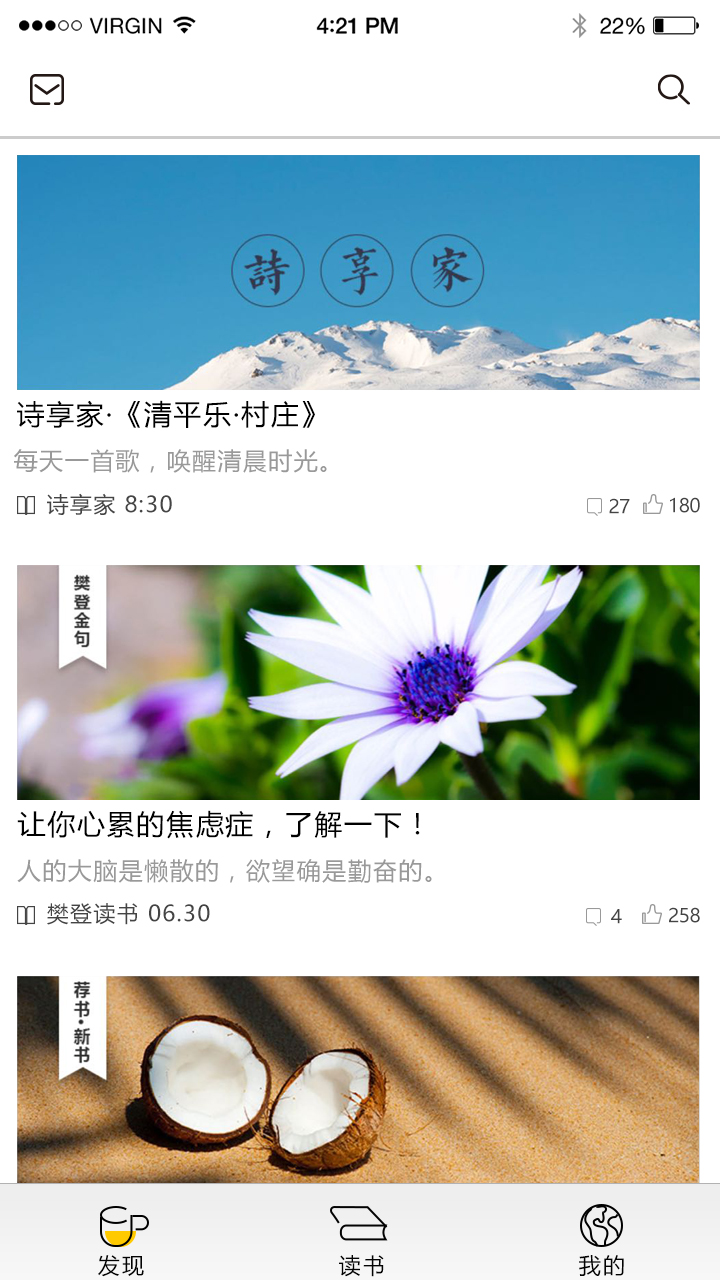 VIRGIN 4:21 PM 22%
詩享家
诗享家·《清平乐·村庄》
每天一首歌，唤醒清晨时光。
诗享家 8:30 27 180
樊登金句
让你心累的焦虑症，了解一下！
人的大脑是懒散的，欲望确是勤奋的。
樊登读书 06.30 4 258
荐书·新书
发现 读书 我的